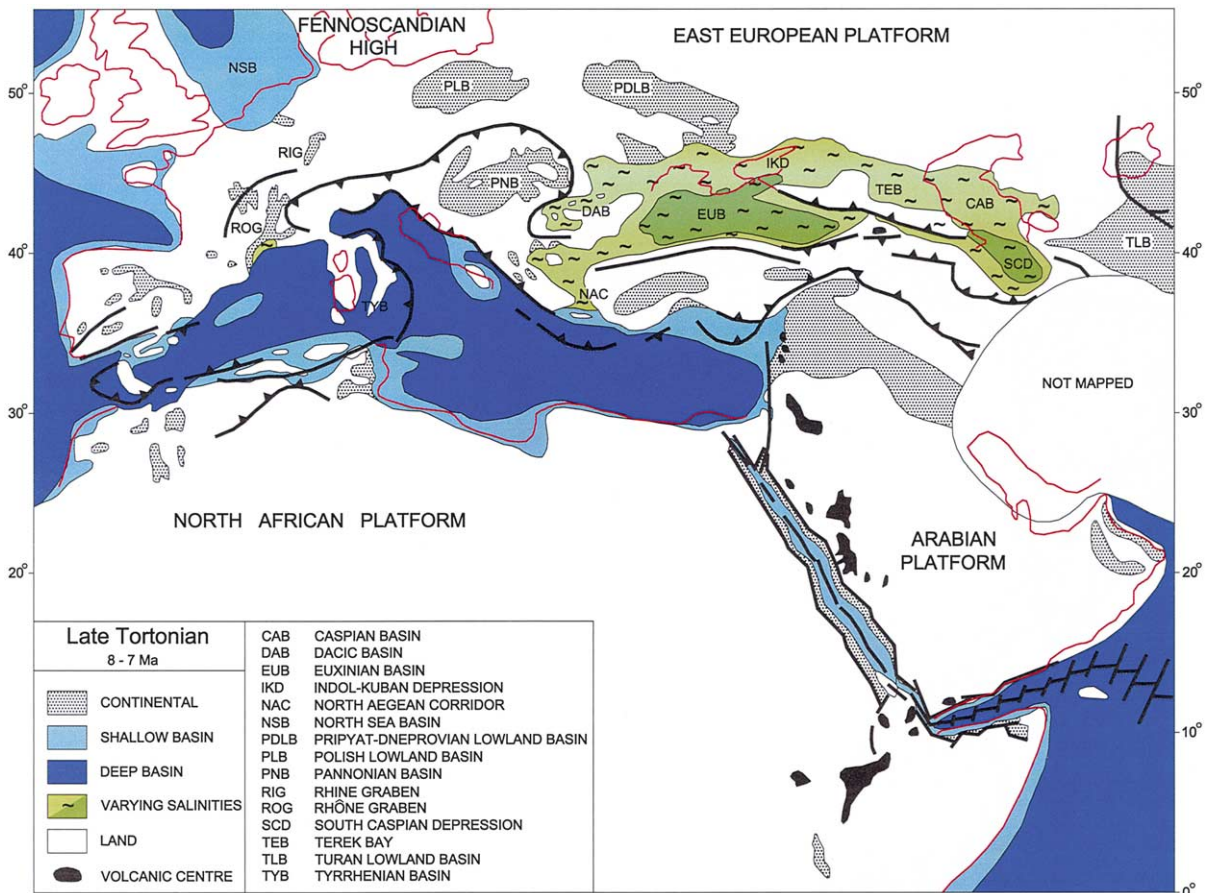 FENNOSCANDIAN
HIGH
EAST EUROPEAN PLATFORM
NSB
PLB
PDLB
50°
50°
RIG
PNB
IKD
TEB
CAB
DAB
EUB
ROG
40°
40°
TLB
SCD
NAC
TYB
NOT MAPPED
30°
30°
NORTH AFRICAN PLATFORM
ARABIAN
PLATFORM
20°
20°
10°
0°
Late Tortonian
8 - 7 Ma
CONTINENTAL
SHALLOW BASIN
DEEP BASIN
~ VARYING SALINITIES
LAND
VOLCANIC CENTRE
CAB CASPIAN BASIN
DAB DACIC BASIN
EUB EUXINIAN BASIN
IKD INDOL-KUBAN DEPRESSION
NAC NORTH AEGEAN CORRIDOR
NSB NORTH SEA BASIN
PDLB PRIPYAT-DNEPROVIAN LOWLAND BASIN
PLB POLISH LOWLAND BASIN
PNB PANNONIAN BASIN
RIG RHINE GRABEN
ROG RHÔNE GRABEN
SCD SOUTH CASPIAN DEPRESSION
TEB TEREK BAY
TLB TURAN LOWLAND BASIN
TYB TYRRHENIAN BASIN